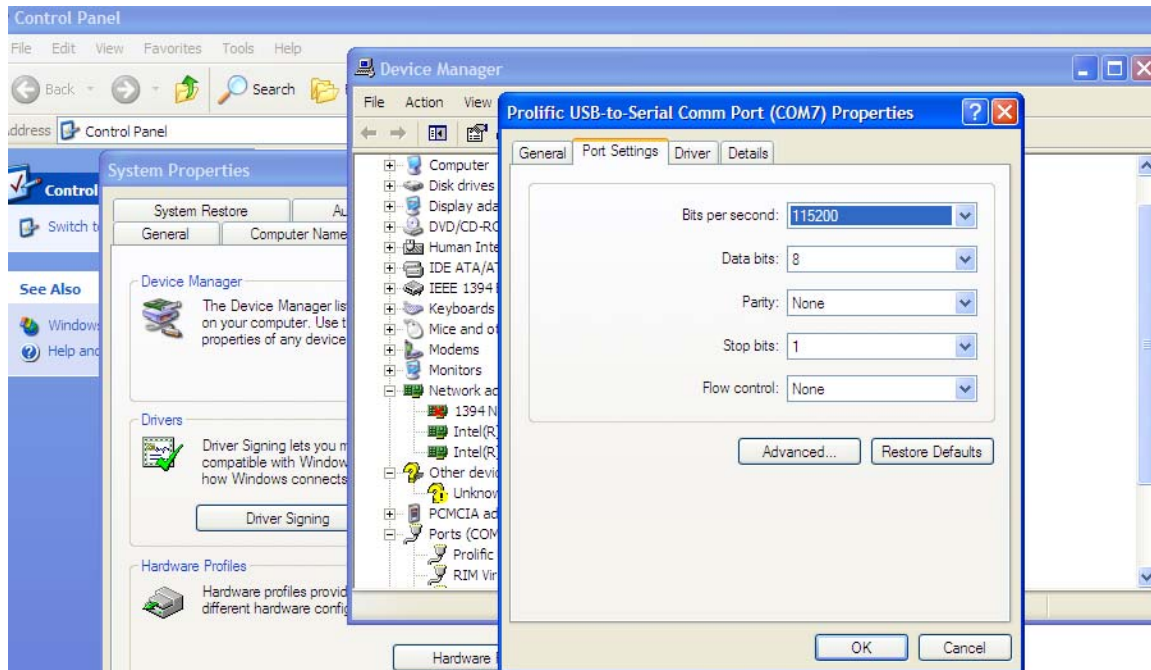 Control Panel
File Edit View Favorites Tools Help
Back Search
Address Control Panel
Control
Switch t
See Also
Window
Help and
System Properties
System Restore Au
General Computer Name
Device Manager
The Device Manager lis
on your computer. Use t
properties of any device
Drivers
Driver Signing lets you m
compatible with Window
how Windows connects
Driver Signing
Hardware Profiles
Hardware profiles provid
different hardware config
Hardware
Device Manager
File Action View
Computer
Disk drives
Display ada
DVD/CD-RO
Human Inte
IDE ATA/AT
IEEE 1394
Keyboards
Mice and ot
Modems
Monitors
Network ad
1394 N
Intel(R)
Intel(R)
Other devic
Unknow
PCMCIA ad
Ports (COM
Prolific
RIM Vir
Prolific USB-to-Serial Comm Port (COM7) Properties
General Port Settings Driver Details
Bits per second: 115200
Data bits: 8
Parity: None
Stop bits: 1
Flow control: None
Advanced... Restore Defaults
OK Cancel